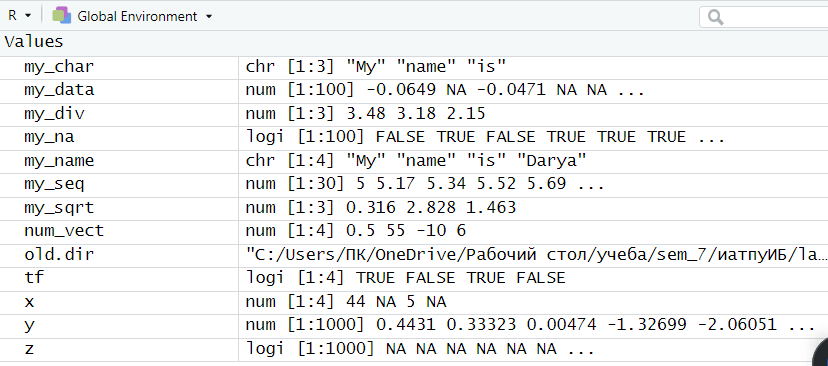 R Global Environment
Values
my_char chr [1:3] "My" "name" "is"
my_data num [1:100] -0.0649 NA -0.0471 NA NA ...
my_div num [1:3] 3.48 3.18 2.15
my_na logi [1:100] FALSE TRUE FALSE TRUE TRUE TRUE ...
my_name chr [1:4] "My" "name" "is" "Darya"
my_seq num [1:30] 5 5.17 5.34 5.52 5.69 ...
my_sqrt num [1:3] 0.316 2.828 1.463
num_vect num [1:4] 0.5 55 -10 6
old.dir "C:/Users/ПК/OneDrive/Рабочий стол/учеба/sem_7/иатпуИБ/la…
tf logi [1:4] TRUE FALSE TRUE FALSE
x num [1:4] 44 NA 5 NA
y num [1:1000] 0.4431 0.33323 0.00474 -1.32699 -2.06051 ...
z logi [1:1000] NA NA NA NA NA NA ...